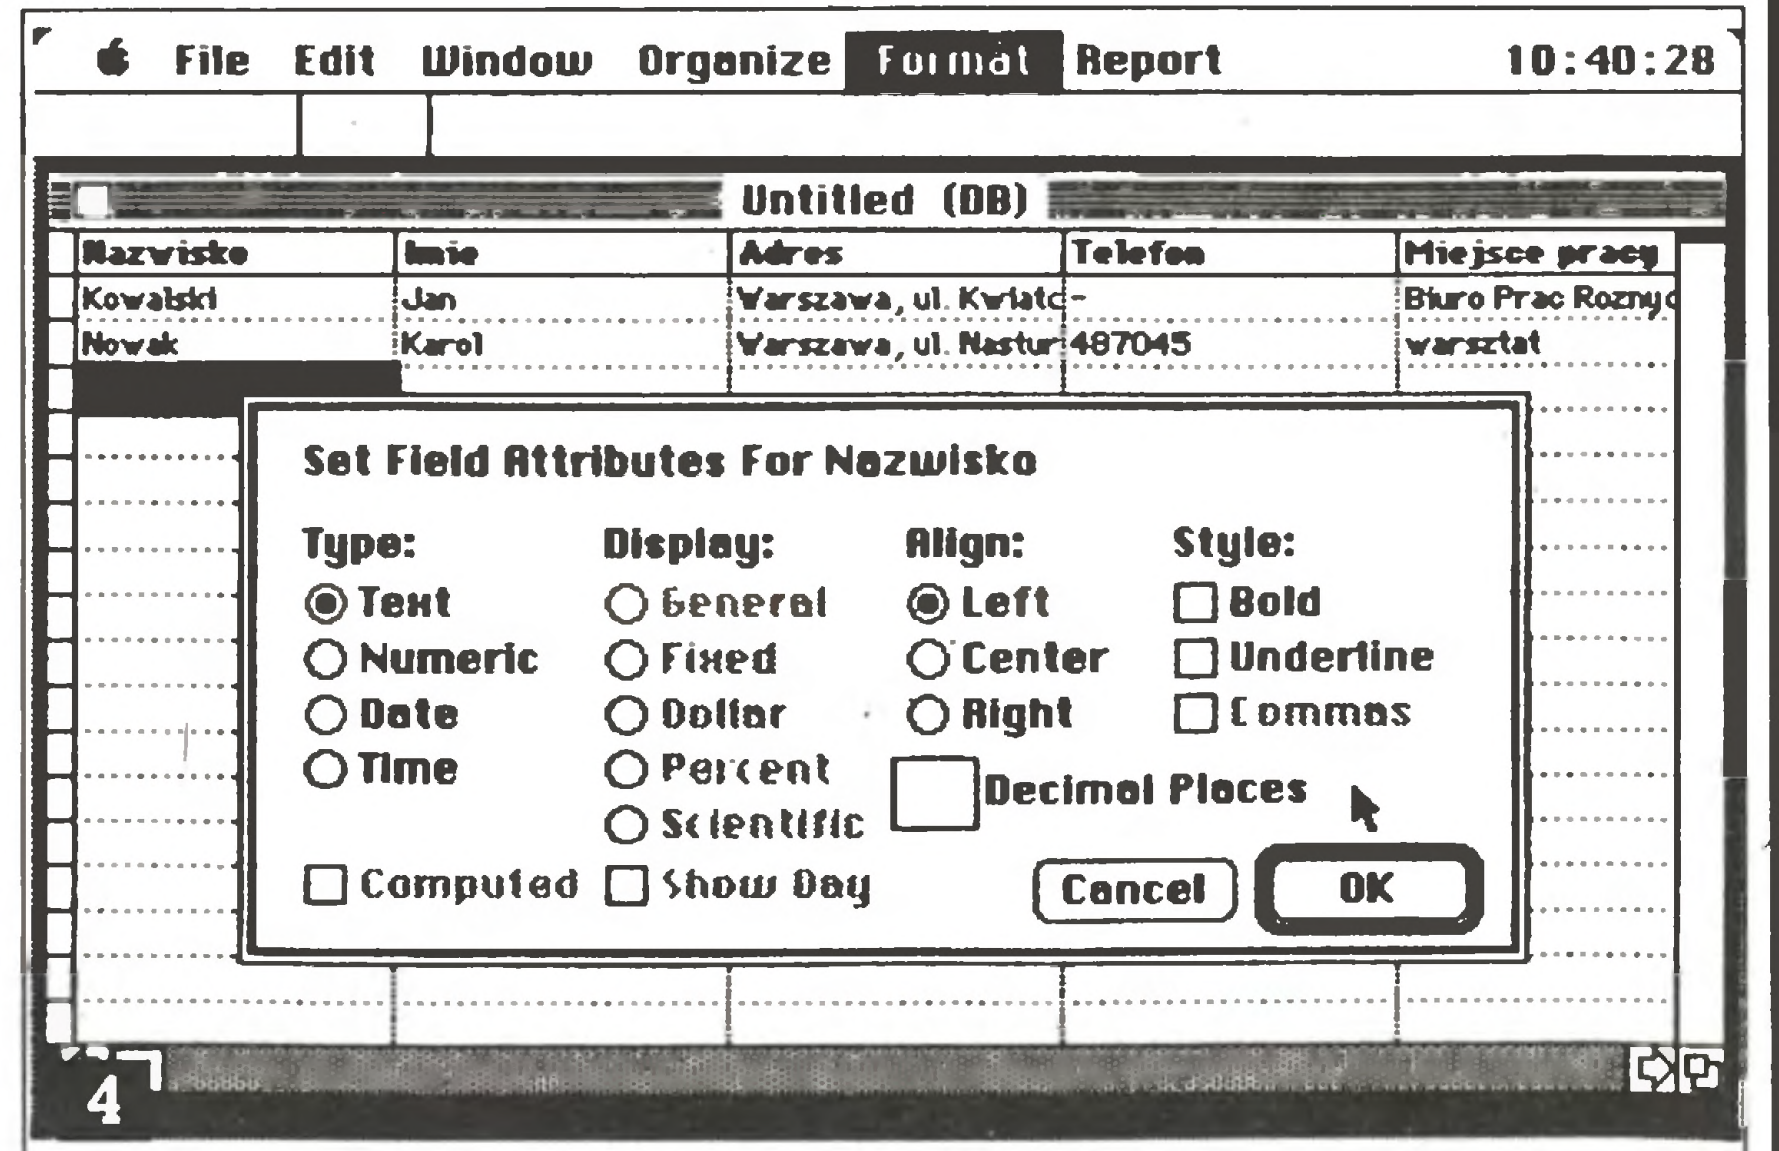 File Edit Window Organize Format Report 10:40:28
Untitled (DB)
Nazwisko Imie Adres Telefon Miejsce pracy
Kowalski Jan Warszawa, ul. Kwiatc - Biuro Prac Roznyc
Nowak Karol Warszawa, ul. Nastur 487045 warsztat
Set Field Attributes For Nazwisko
Type: Display: Align: Style:
Text General Left Bold
Numeric Fixed Center Underline
Date Dollar Right Commas
Time Percent Decimal Places
Scientific
Computed Show Day Cancel OK
4